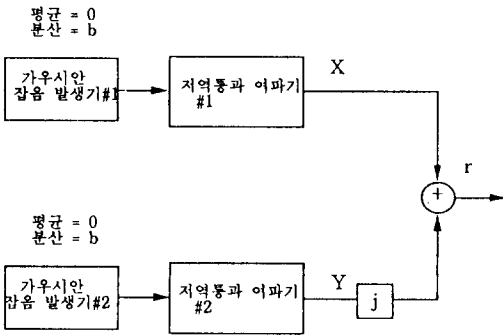 평균 = 0
분산 = b
가우시안
잡음 발생기#1
지역통과 여파기
#1
X
r
+
평균 = 0
분산 = b
가우시안
잡음 발생기#2
지역통과 여파기
#2
Y
j